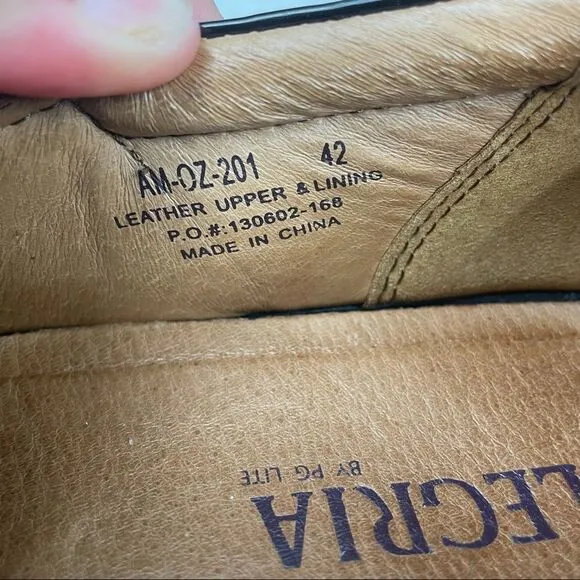 AM-OZ-201 42
LEATHER UPPER & LINING
P.O.#:130602-168
MADE IN CHINA
LEGRIA
BY PG LITE